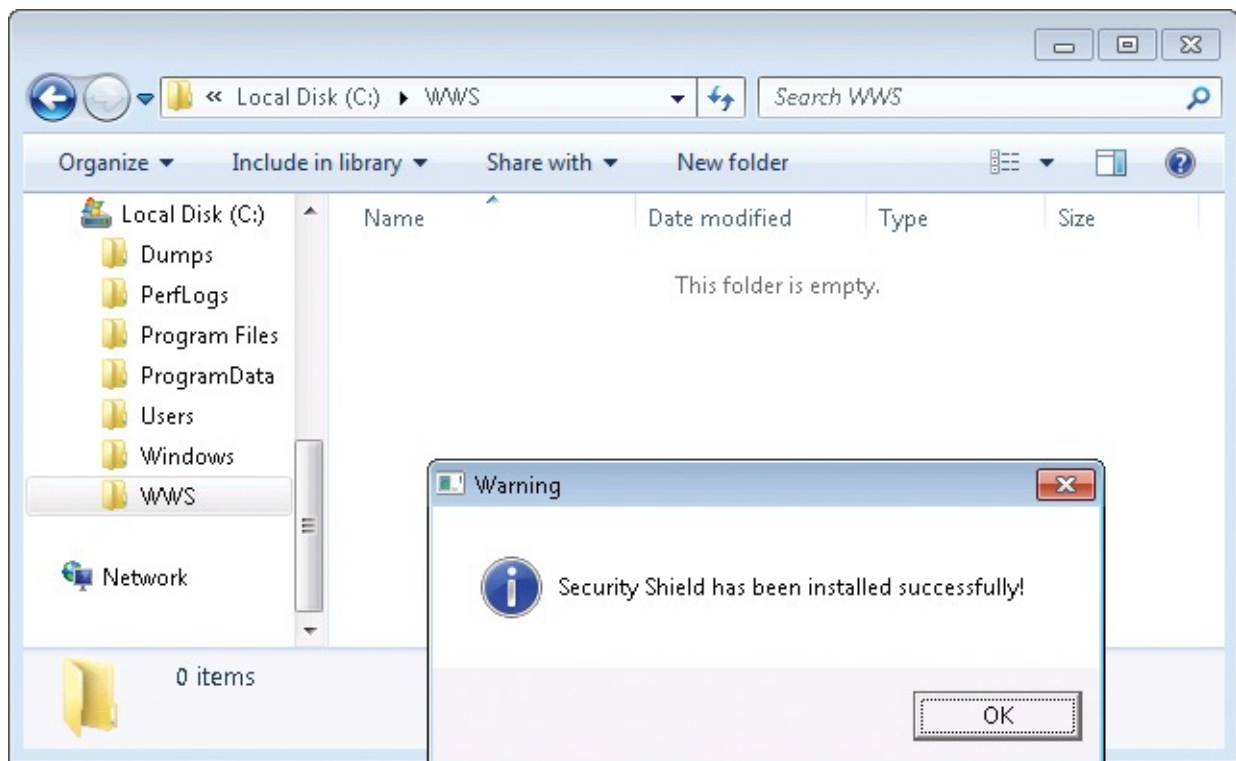 « Local Disk (C:) ▸ WWS Search WWS
Organize Include in library Share with New folder
Local Disk (C:)
Dumps
PerfLogs
Program Files
ProgramData
Users
Windows
WWS
Network
Name Date modified Type Size
This folder is empty.
0 items
Warning
Security Shield has been installed successfully!
OK